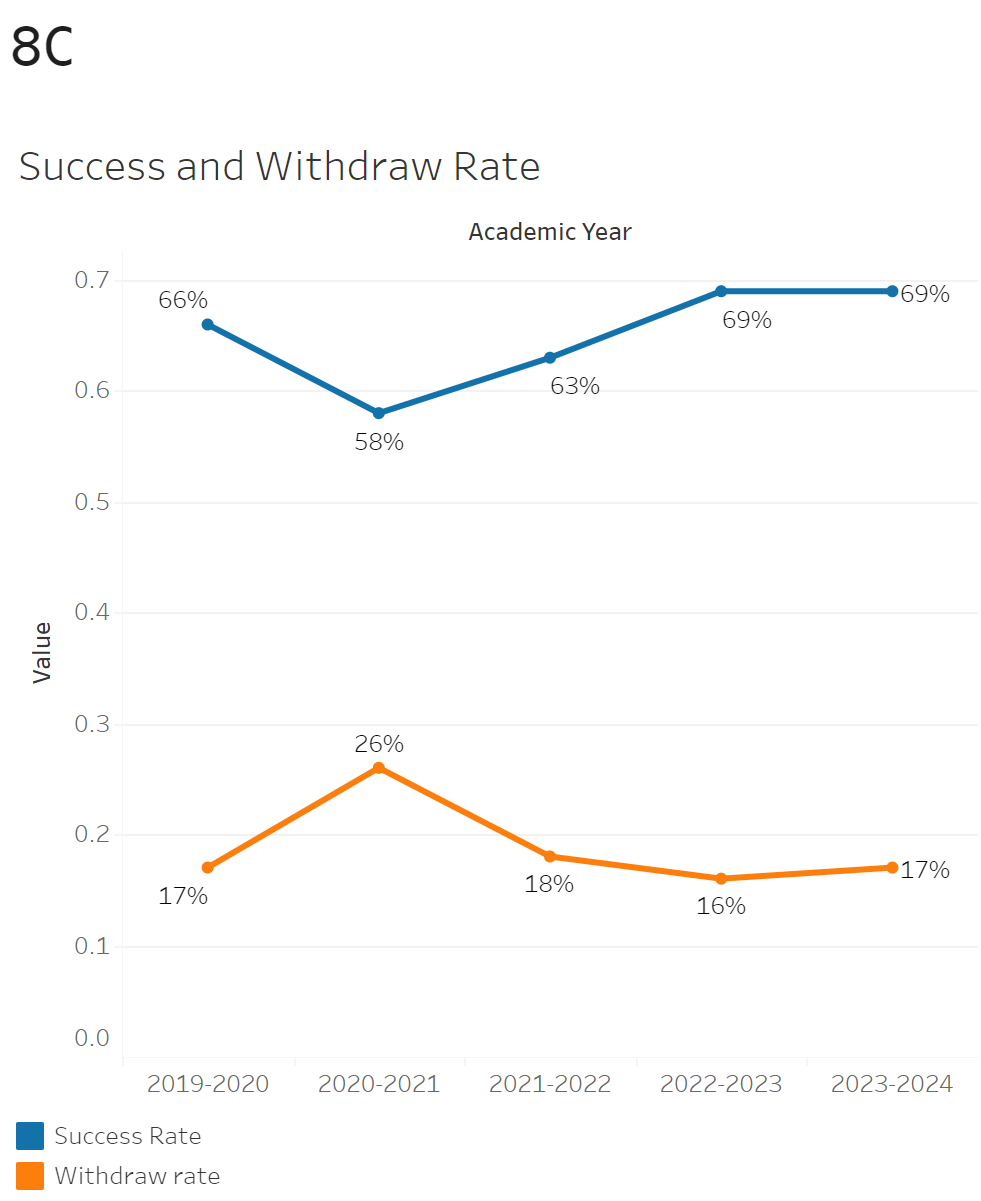 8C
Success and Withdraw Rate
Academic Year
0.7
66%
69%
69%
0.6
63%
58%
0.5
0.4
Value
0.3
26%
0.2
17%
18%
16%
17%
0.1
0.0
2019-2020 2020-2021 2021-2022 2022-2023 2023-2024
Success Rate
Withdraw rate